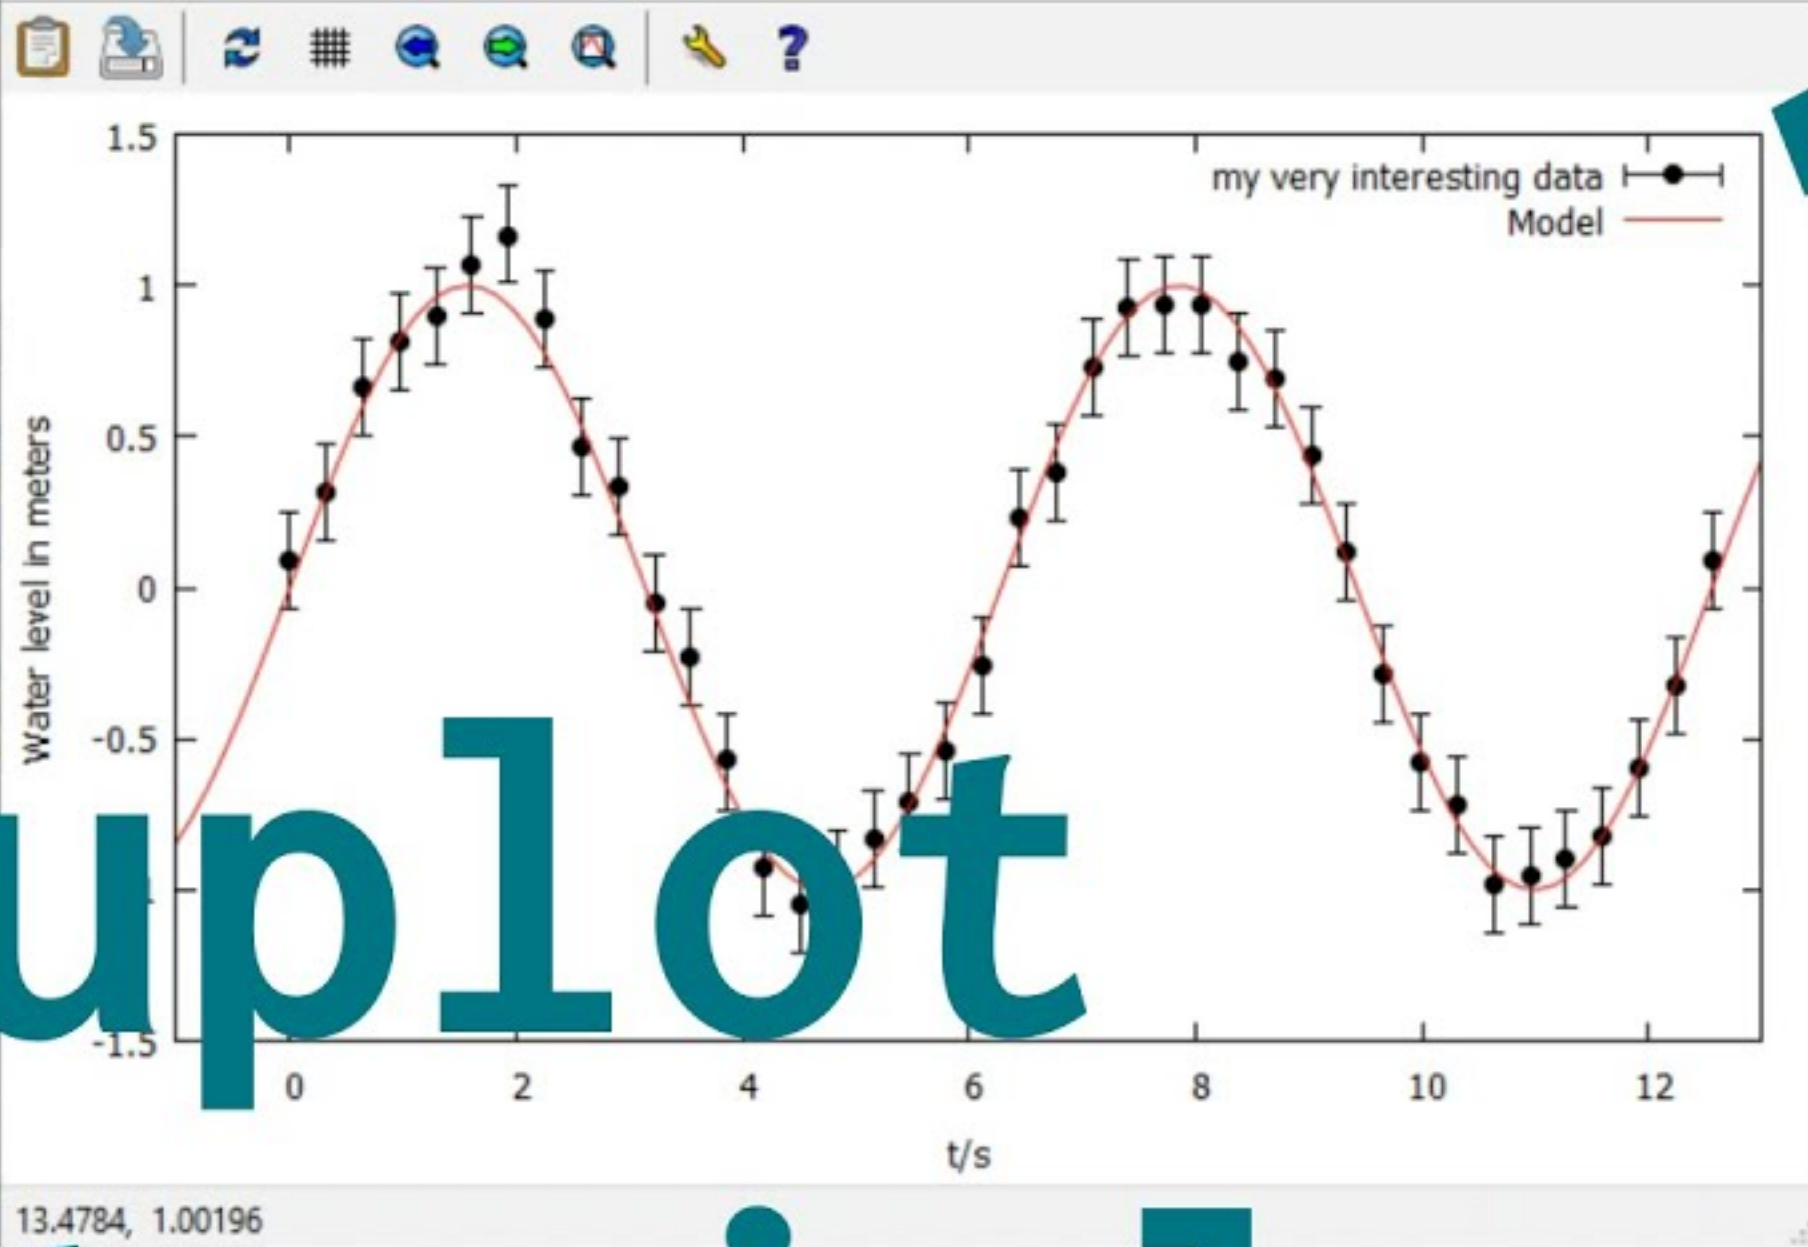 1.5
my very interesting data
Model
1
0.5
0
-0.5
-1.5
Water level in meters
uplot
0 2 4 6 8 10 12
t/s
13.4784, 1.00196